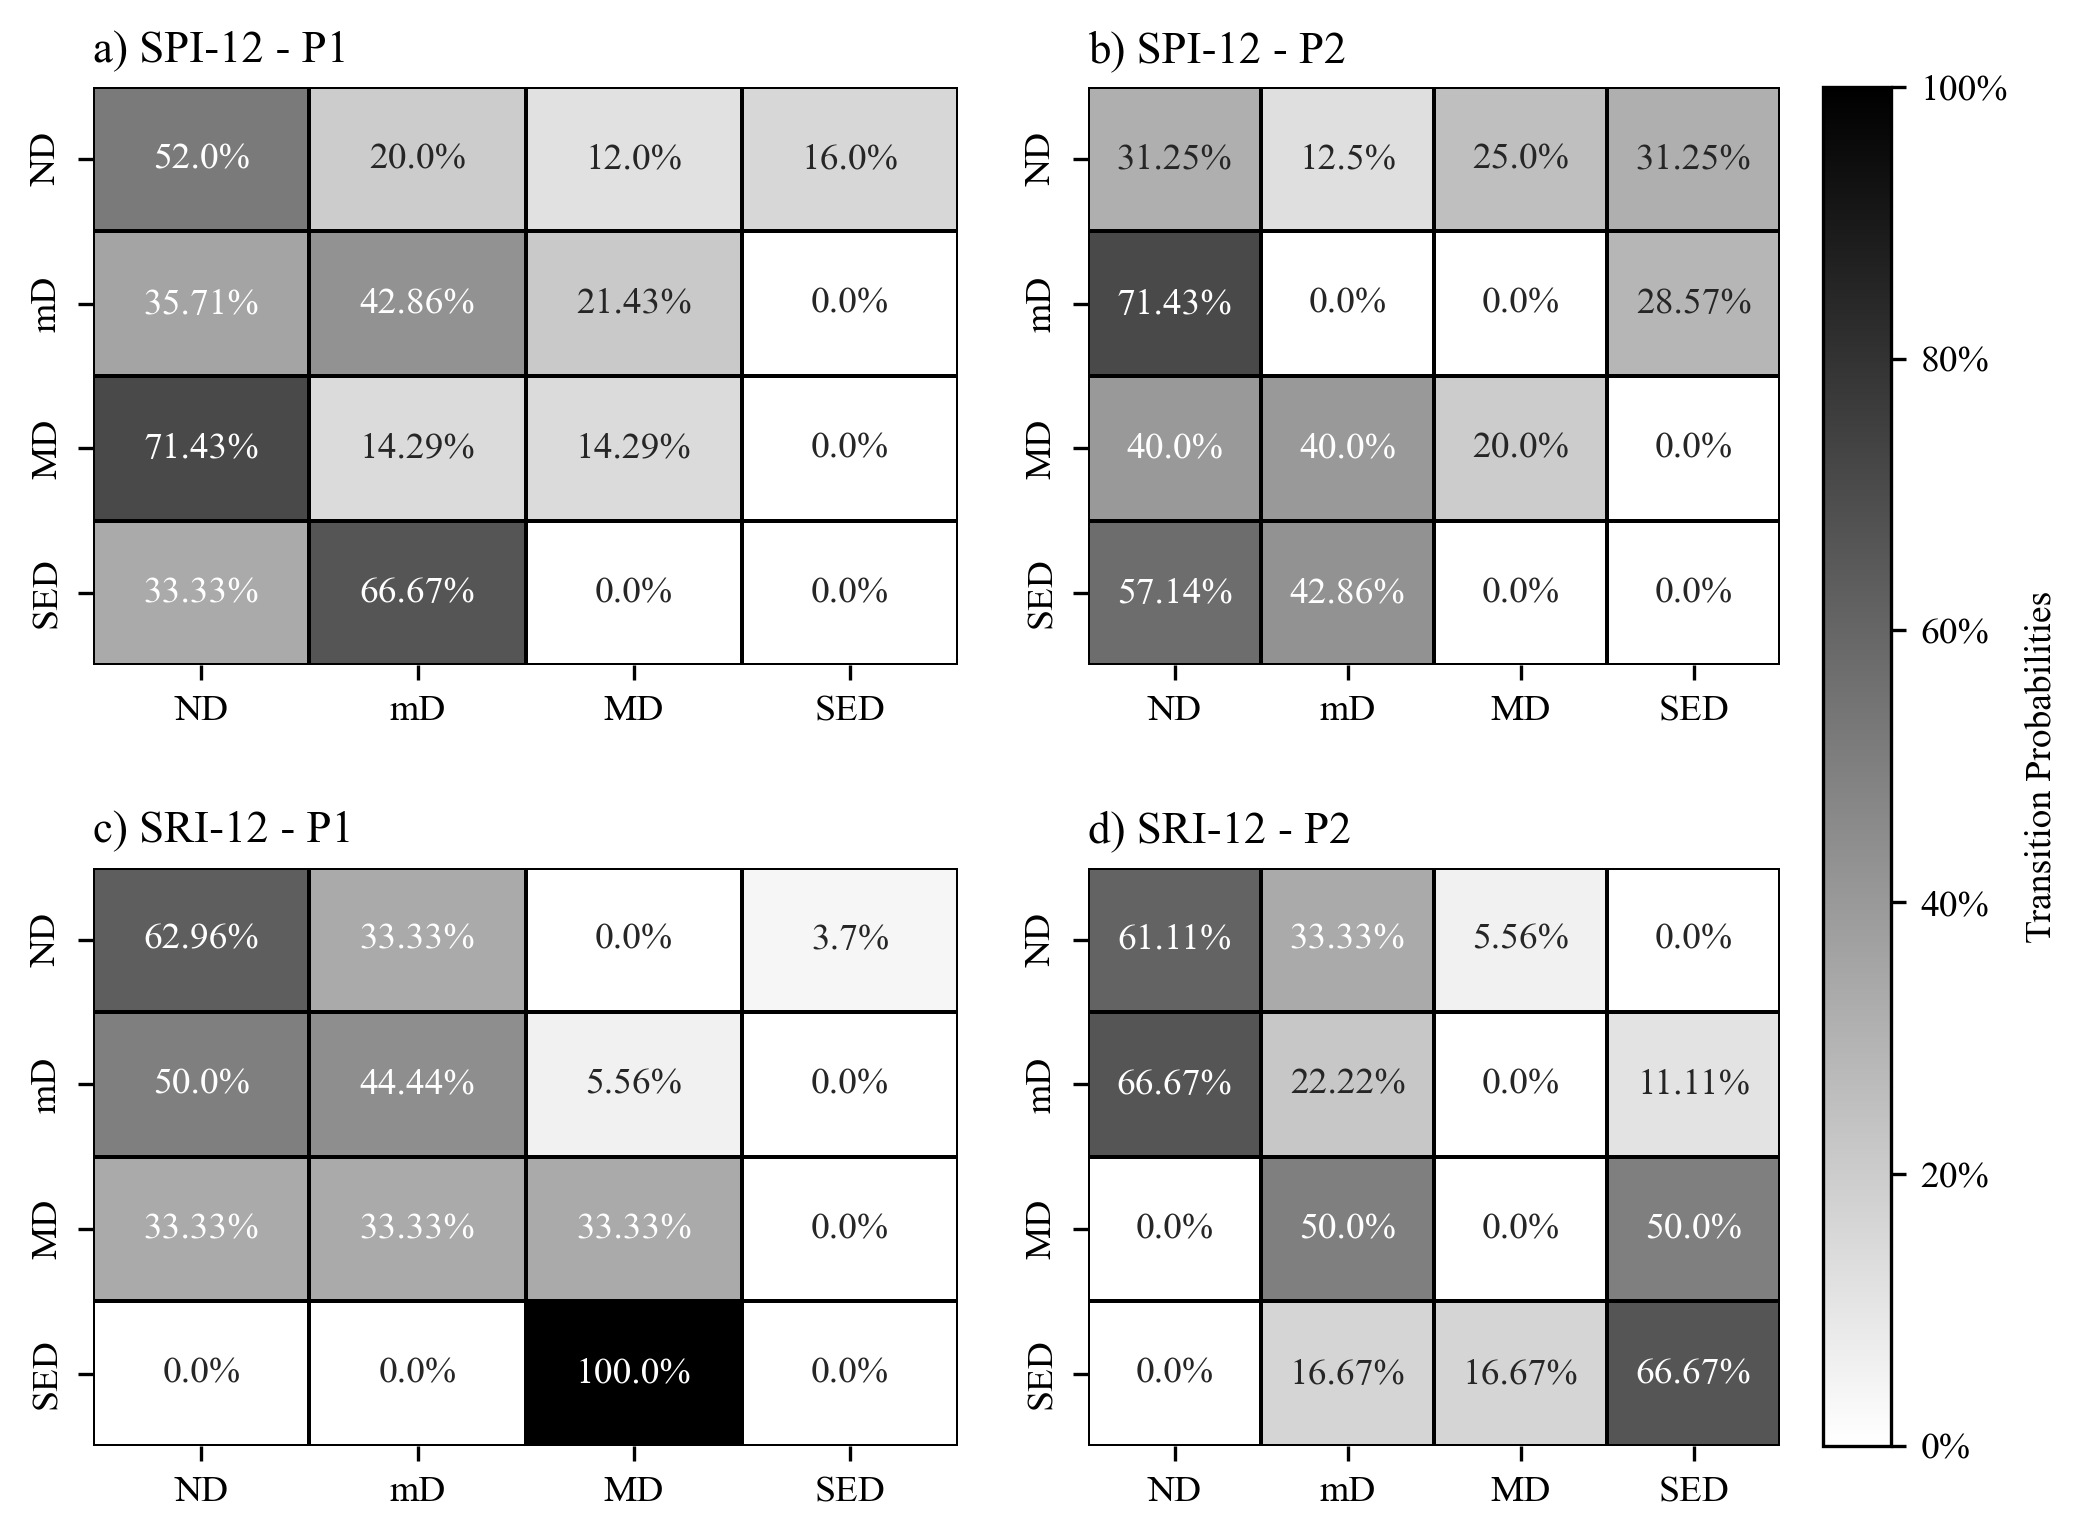 a) SPI-12 - P1
ND 52.0% 20.0% 12.0% 16.0%
mD 35.71% 42.86% 21.43% 0.0%
MD 71.43% 14.29% 14.29% 0.0%
SED 33.33% 66.67% 0.0% 0.0%
ND mD MD SED
b) SPI-12 - P2
ND 31.25% 12.5% 25.0% 31.25%
mD 71.43% 0.0% 0.0% 28.57%
MD 40.0% 40.0% 20.0% 0.0%
SED 57.14% 42.86% 0.0% 0.0%
ND mD MD SED
c) SRI-12 - P1
ND 62.96% 33.33% 0.0% 3.7%
mD 50.0% 44.44% 5.56% 0.0%
MD 33.33% 33.33% 33.33% 0.0%
SED 0.0% 0.0% 100.0% 0.0%
ND mD MD SED
d) SRI-12 - P2
ND 61.11% 33.33% 5.56% 0.0%
mD 66.67% 22.22% 0.0% 11.11%
MD 0.0% 50.0% 0.0% 50.0%
SED 0.0% 16.67% 16.67% 66.67%
ND mD MD SED
100%
80%
60%
40%
20%
0%
Transition Probabilities